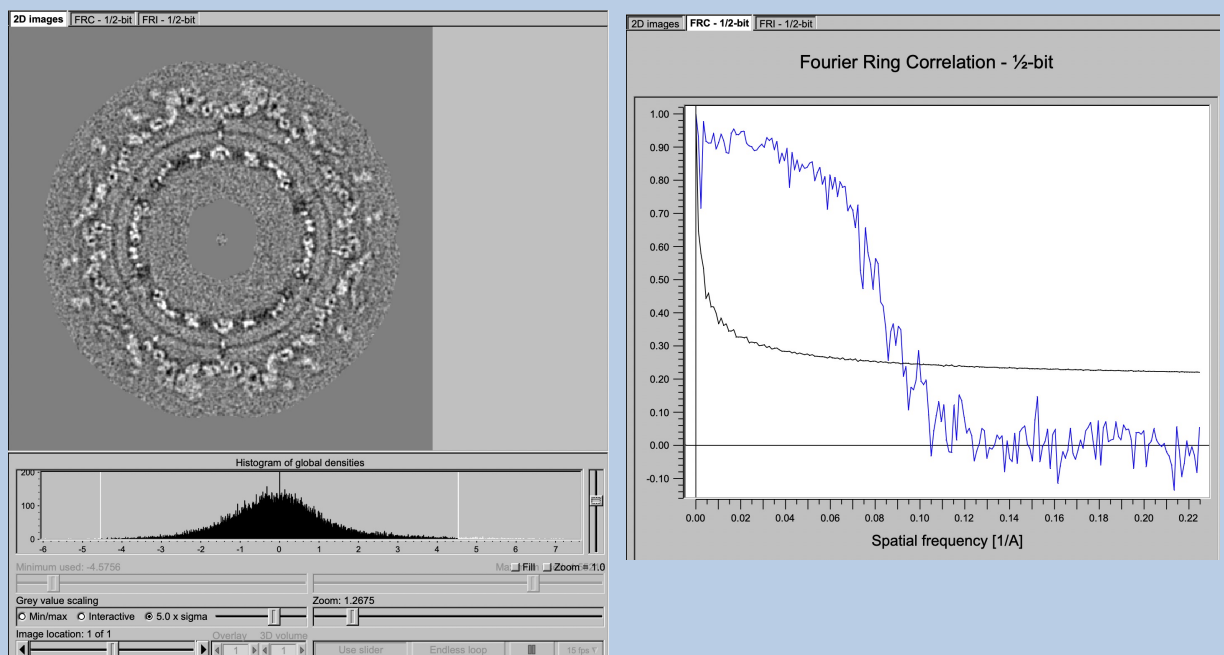 2D images FRC - 1/2-bit FRI - 1/2-bit
Histogram of global densities
200
100
0
-6 -5 -4 -3 -2 -1 0 1 2 3 4 5 6 7
Minimum used: -4.5756
Fill Zoom = 1.0
Grey value scaling
Zoom: 1.2675
Min/max Interactive 5.0 x sigma
Image location: 1 of 1
Overlay 3D volume
1 1
Use slider Endless loop 15 fps
2D images FRC - 1/2-bit FRI - 1/2-bit
Fourier Ring Correlation - ½-bit
1.00
0.90
0.80
0.70
0.60
0.50
0.40
0.30
0.20
0.10
0.00
-0.10
0.00 0.02 0.04 0.06 0.08 0.10 0.12 0.14 0.16 0.18 0.20 0.22
Spatial frequency [1/A]